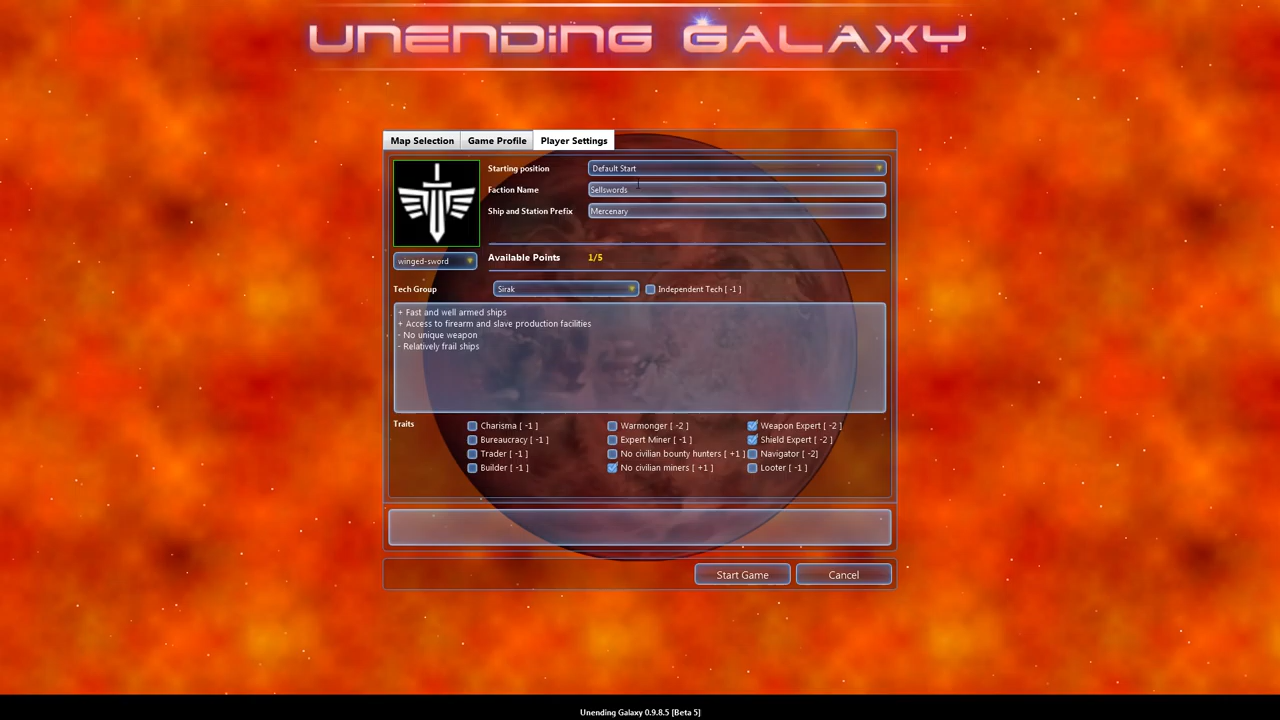 UNENDING GALAXY
Map Selection Game Profile Player Settings
Starting position Default Start
Faction Name Sellswords
Ship and Station Prefix Mercenary
winged-sword Available Points 1/5
Tech Group Sirak Independent Tech [ -1 ]
+ Fast and well armed ships
+ Access to firearm and slave production facilities
- No unique weapon
- Relatively frail ships
Traits Charisma [ -1 ] Warmonger [ -2 ] Weapon Expert [ -2 ]
Bureaucracy [ -1 ] Expert Miner [ -1 ] Shield Expert [ -2 ]
Trader [ -1 ] No civilian bounty hunters [ +1 ] Navigator [ -2]
Builder [ -1 ] No civilian miners [ +1 ] Looter [ -1 ]
Start Game Cancel
Unending Galaxy 0.9.8.5 [Beta 5]